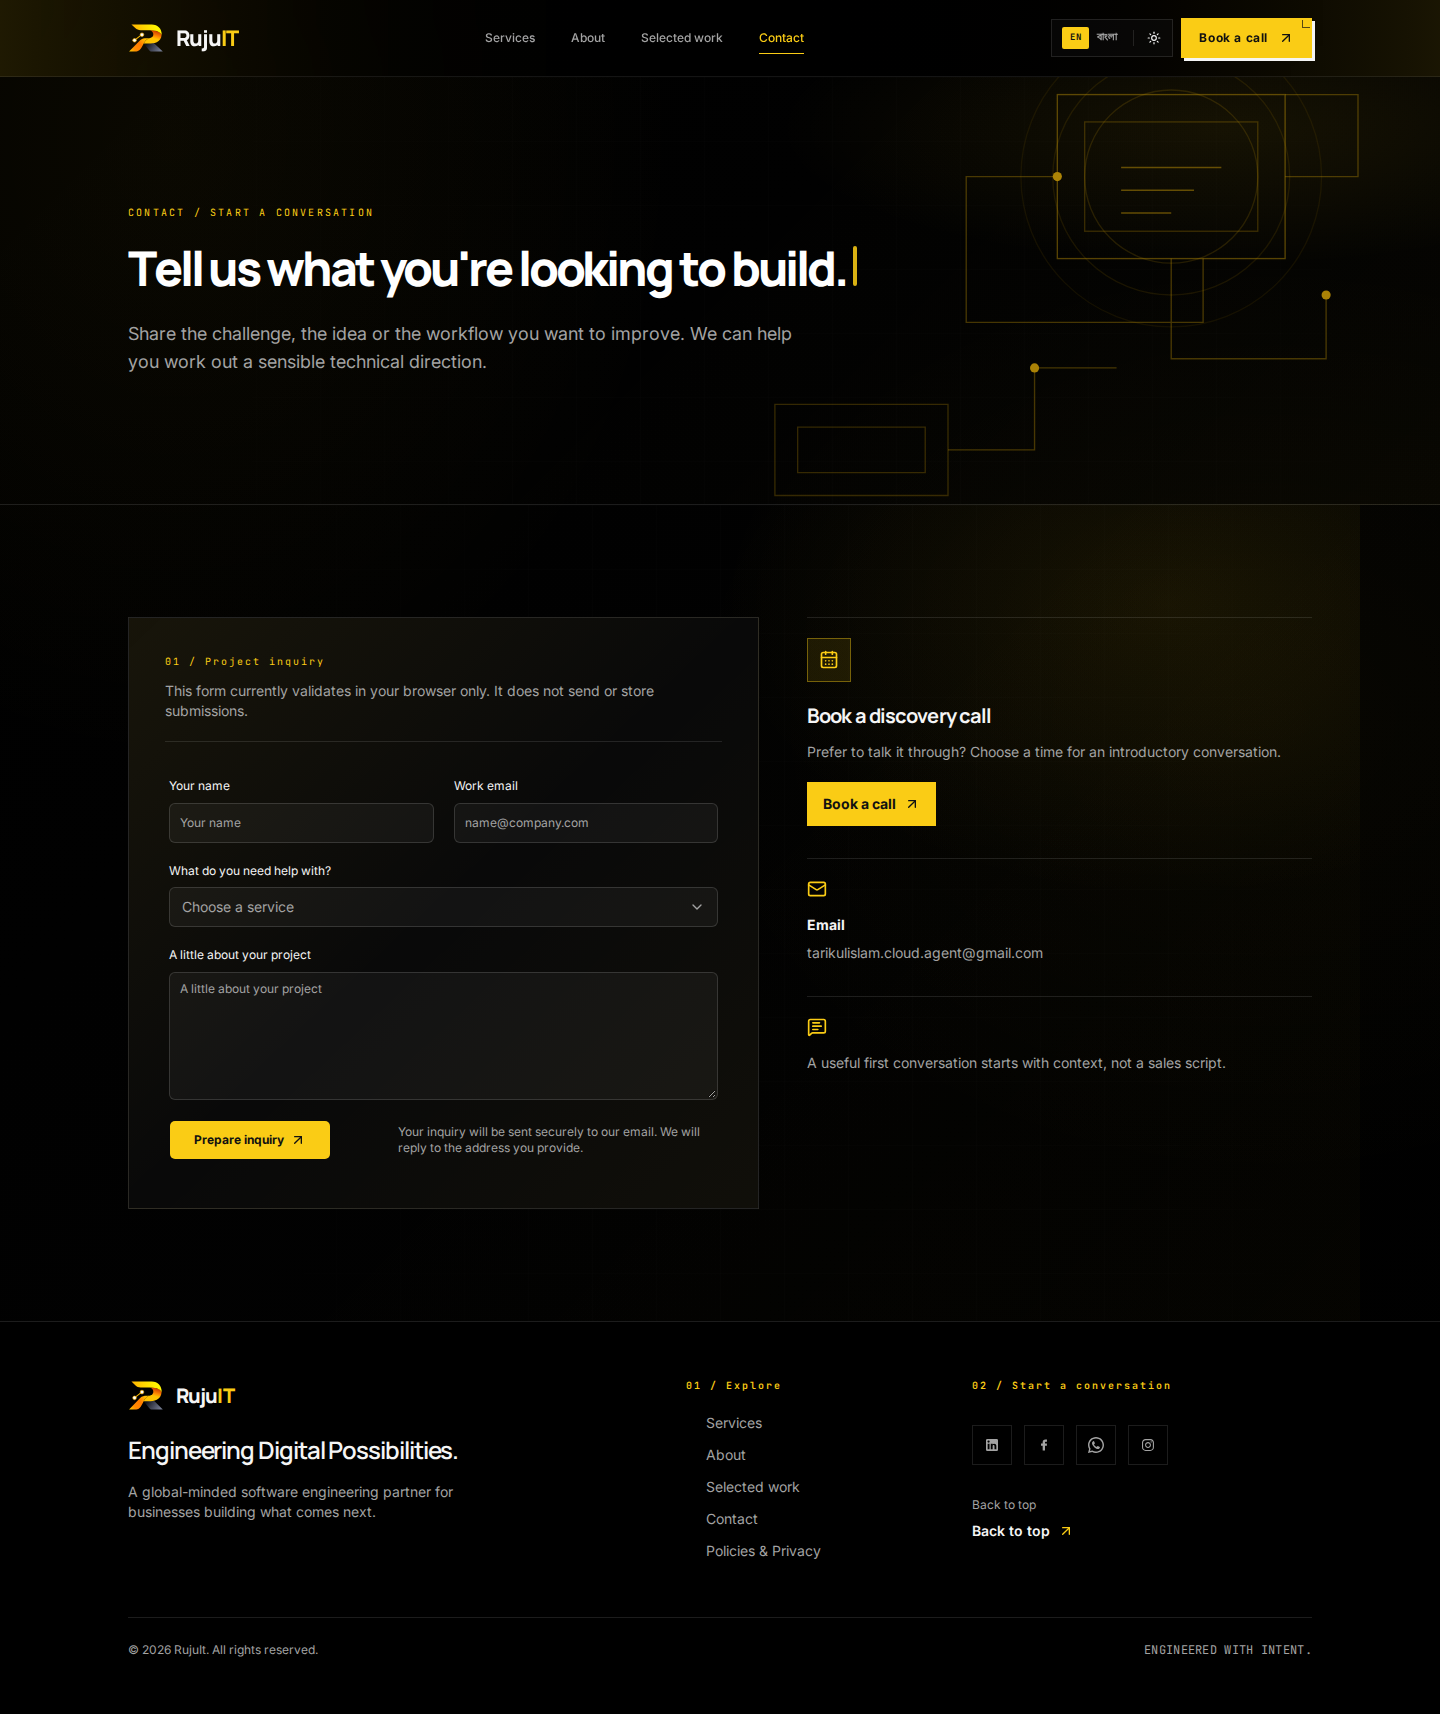 RujuIT
Services
About
Selected work
Contact
EN
বাংলা
Book a call
CONTACT / START A CONVERSATION
Tell us what you're looking to build.
Share the challenge, the idea or the workflow you want to improve. We can help
you work out a sensible technical direction.
01 / Project inquiry
This form currently validates in your browser only. It does not send or store
submissions.
Your name
Work email
Your name
name@company.com
What do you need help with?
Choose a service
A little about your project
A little about your project
Prepare inquiry
Your inquiry will be sent securely to our email. We will
reply to the address you provide.
Book a discovery call
Prefer to talk it through? Choose a time for an introductory conversation.
Book a call
Email
tarikulislam.cloud.agent@gmail.com
A useful first conversation starts with context, not a sales script.
RujuIT
Engineering Digital Possibilities.
A global-minded software engineering partner for
businesses building what comes next.
01 / Explore
Services
About
Selected work
Contact
Policies & Privacy
02 / Start a conversation
Back to top
Back to top
© 2026 RujuIt. All rights reserved.
ENGINEERED WITH INTENT.